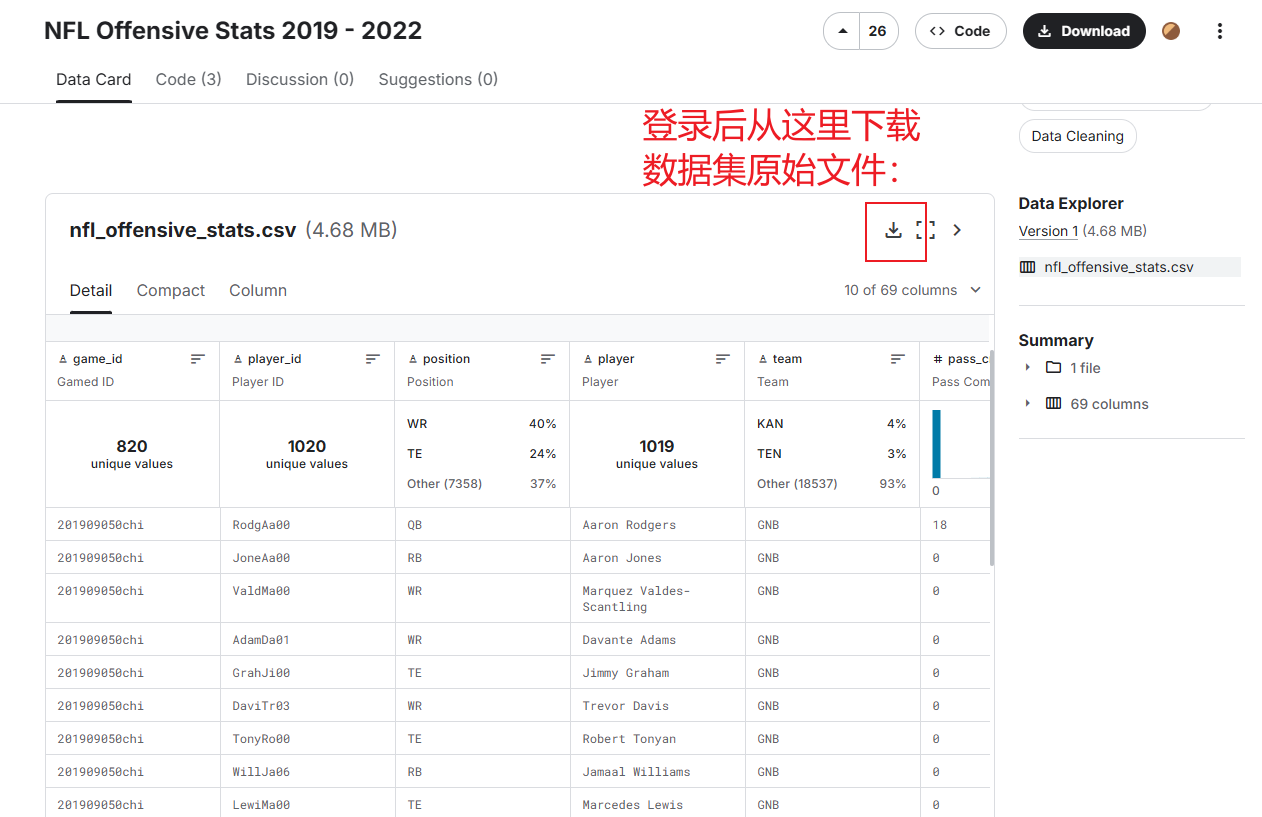 NFL Offensive Stats 2019 - 2022
26
Code
Download
Data Card
Code (3)
Discussion (0)
Suggestions (0)
登录后从这里下载
数据集原始文件：
Data Cleaning
nfl_offensive_stats.csv (4.68 MB)
Detail
Compact
Column
10 of 69 columns
game_id
player_id
position
player
team
# pass_c
Gamed ID
Player ID
Position
Player
Team
Pass Com
820
unique values
1020
unique values
WR 40%
TE 24%
Other (7358) 37%
1019
unique values
KAN 4%
TEN 3%
Other (18537) 93%
0
201909050chi RodgAa00 QB Aaron Rodgers GNB 18
201909050chi JoneAa00 RB Aaron Jones GNB 0
201909050chi ValdMa00 WR Marquez Valdes- GNB 0
Scantling
201909050chi AdamDa01 WR Davante Adams GNB 0
201909050chi GrahJi00 TE Jimmy Graham GNB 0
201909050chi DaviTr03 WR Trevor Davis GNB 0
201909050chi TonyRo00 TE Robert Tonyan GNB 0
201909050chi WillJa06 RB Jamaal Williams GNB 0
201909050chi LewiMa00 TE Marcedes Lewis GNB 0
Data Explorer
Version 1 (4.68 MB)
nfl_offensive_stats.csv
Summary
1 file
69 columns